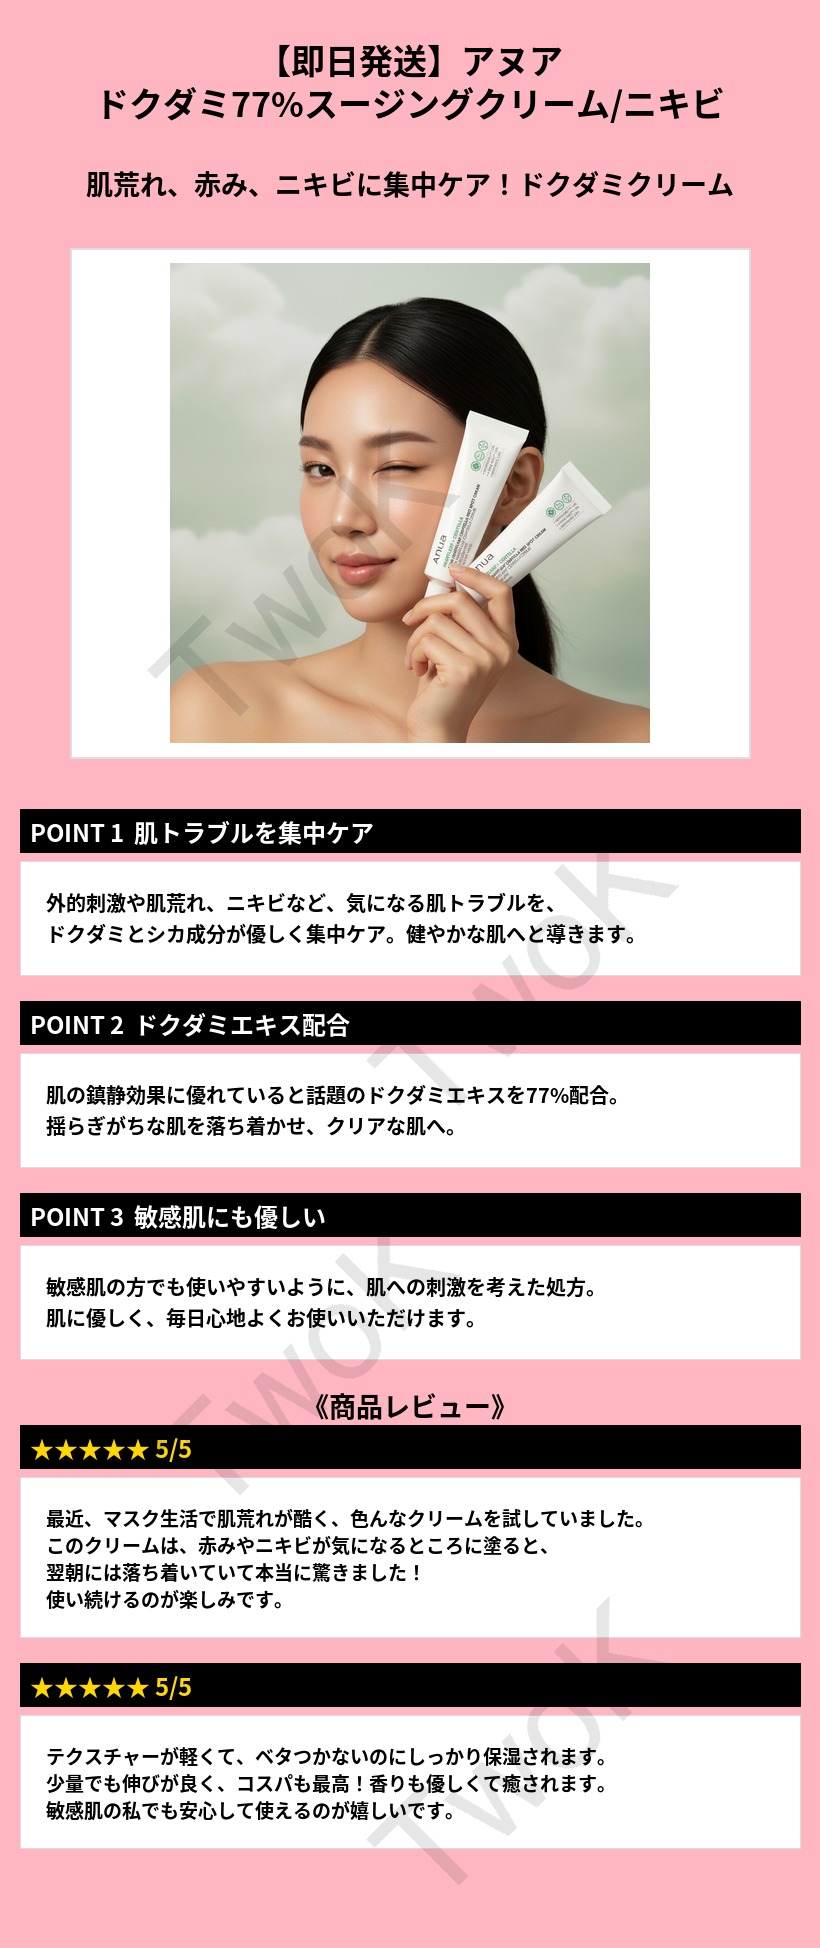 【即日発送】アヌア
ドクダミ77%スージングクリーム/ニキビ
肌荒れ、赤み、ニキビに集中ケア！ドクダミクリーム
Anua
nua
TwoK
POINT 1 肌トラブルを集中ケア
外的刺激や肌荒れ、ニキビなど、気になる肌トラブルを、
ドクダミとシカ成分が優しく集中ケア。健やかな肌へと導きます。
TwoK
POINT 2 ドクダミエキス配合
肌の鎮静効果に優れていると話題のドクダミエキスを77%配合。
揺らぎがちな肌を落ち着かせ、クリアな肌へ。
POINT 3 敏感肌にも優しい
敏感肌の方でも使いやすいように、肌への刺激を考えた処方。
肌に優しく、毎日心地よくお使いいただけます。
TwoK
《商品レビュー》
★★★★★ 5/5
最近、マスク生活で肌荒れが酷く、色んなクリームを試していました。
このクリームは、赤みやニキビが気になるところに塗ると、
翌朝には落ち着いていて本当に驚きました！
使い続けるのが楽しみです。
★★★★★ 5/5
テクスチャーが軽くて、ベタつかないのにしっかり保湿されます。
少量でも伸びが良く、コスパも最高！香りも優しくて癒されます。
敏感肌の私でも安心して使えるのが嬉しいです。
TwoK